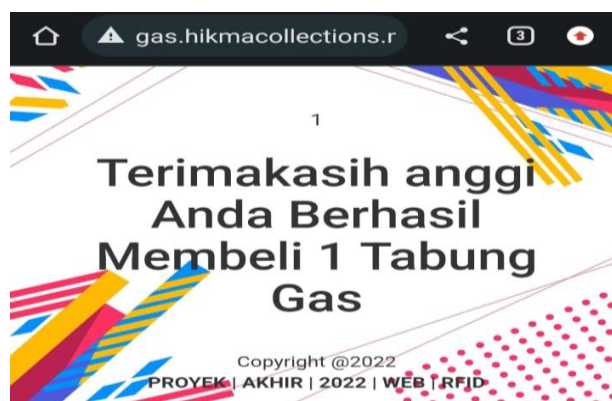 gas.hikmacollections.r
3
1
Terimakasih anggi
Anda Berhasil
Membeli 1 Tabung
Gas
Copyright @2022
PROYEK | AKHIR | 2022 | WEB | RFID